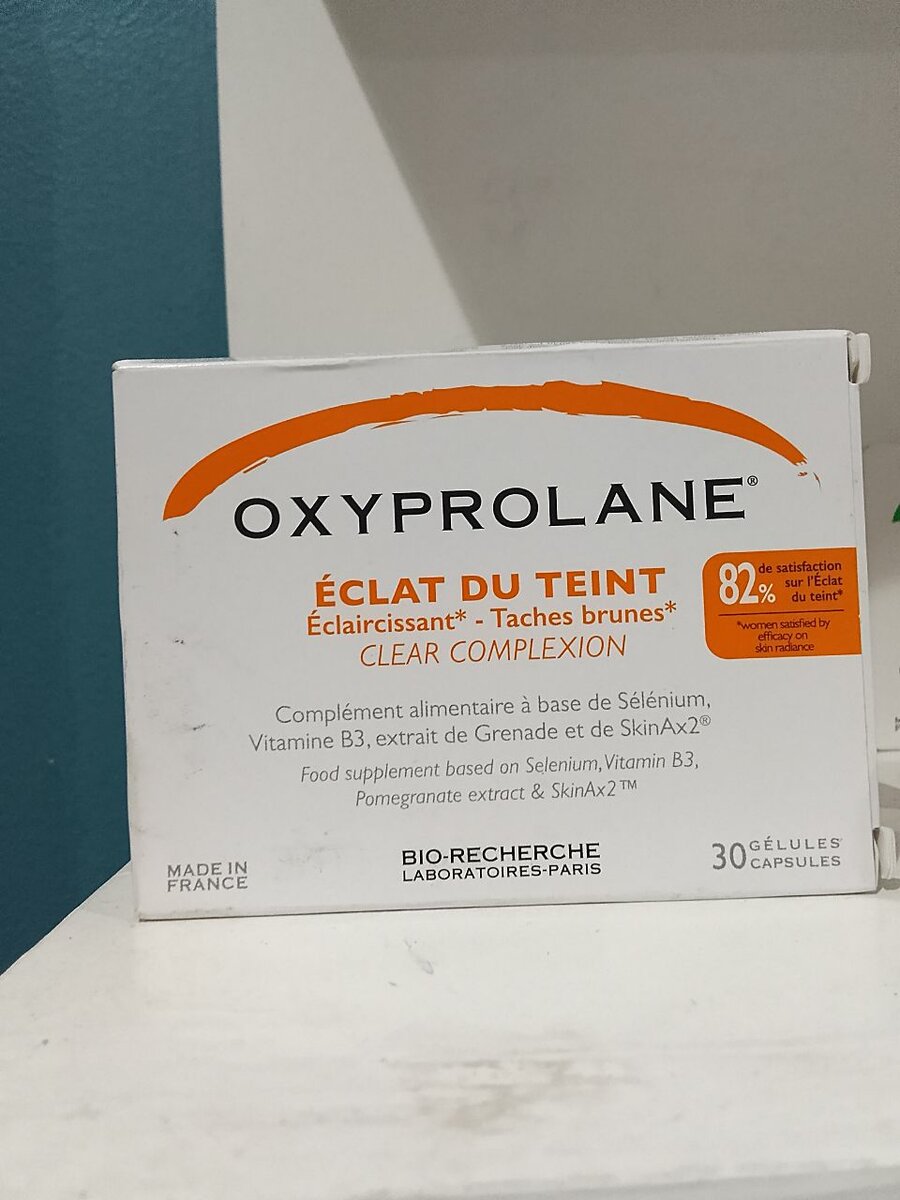 OXYPROLANE®
ÉCLAT DU TEINT
Éclaircissant* - Taches brunes*
CLEAR COMPLEXION
82% de satisfaction
sur l'Éclat
du teint*
*women satisfied by
efficacy on
skin radiance
Complément alimentaire à base de Sélénium,
Vitamine B3, extrait de Grenade et de SkinAx2®
Food supplement based on Selenium, Vitamin B3,
Pomegranate extract & SkinAx2™
MADE IN
FRANCE
BIO-RECHERCHE
LABORATOIRES-PARIS
30 GÉLULES
CAPSULES